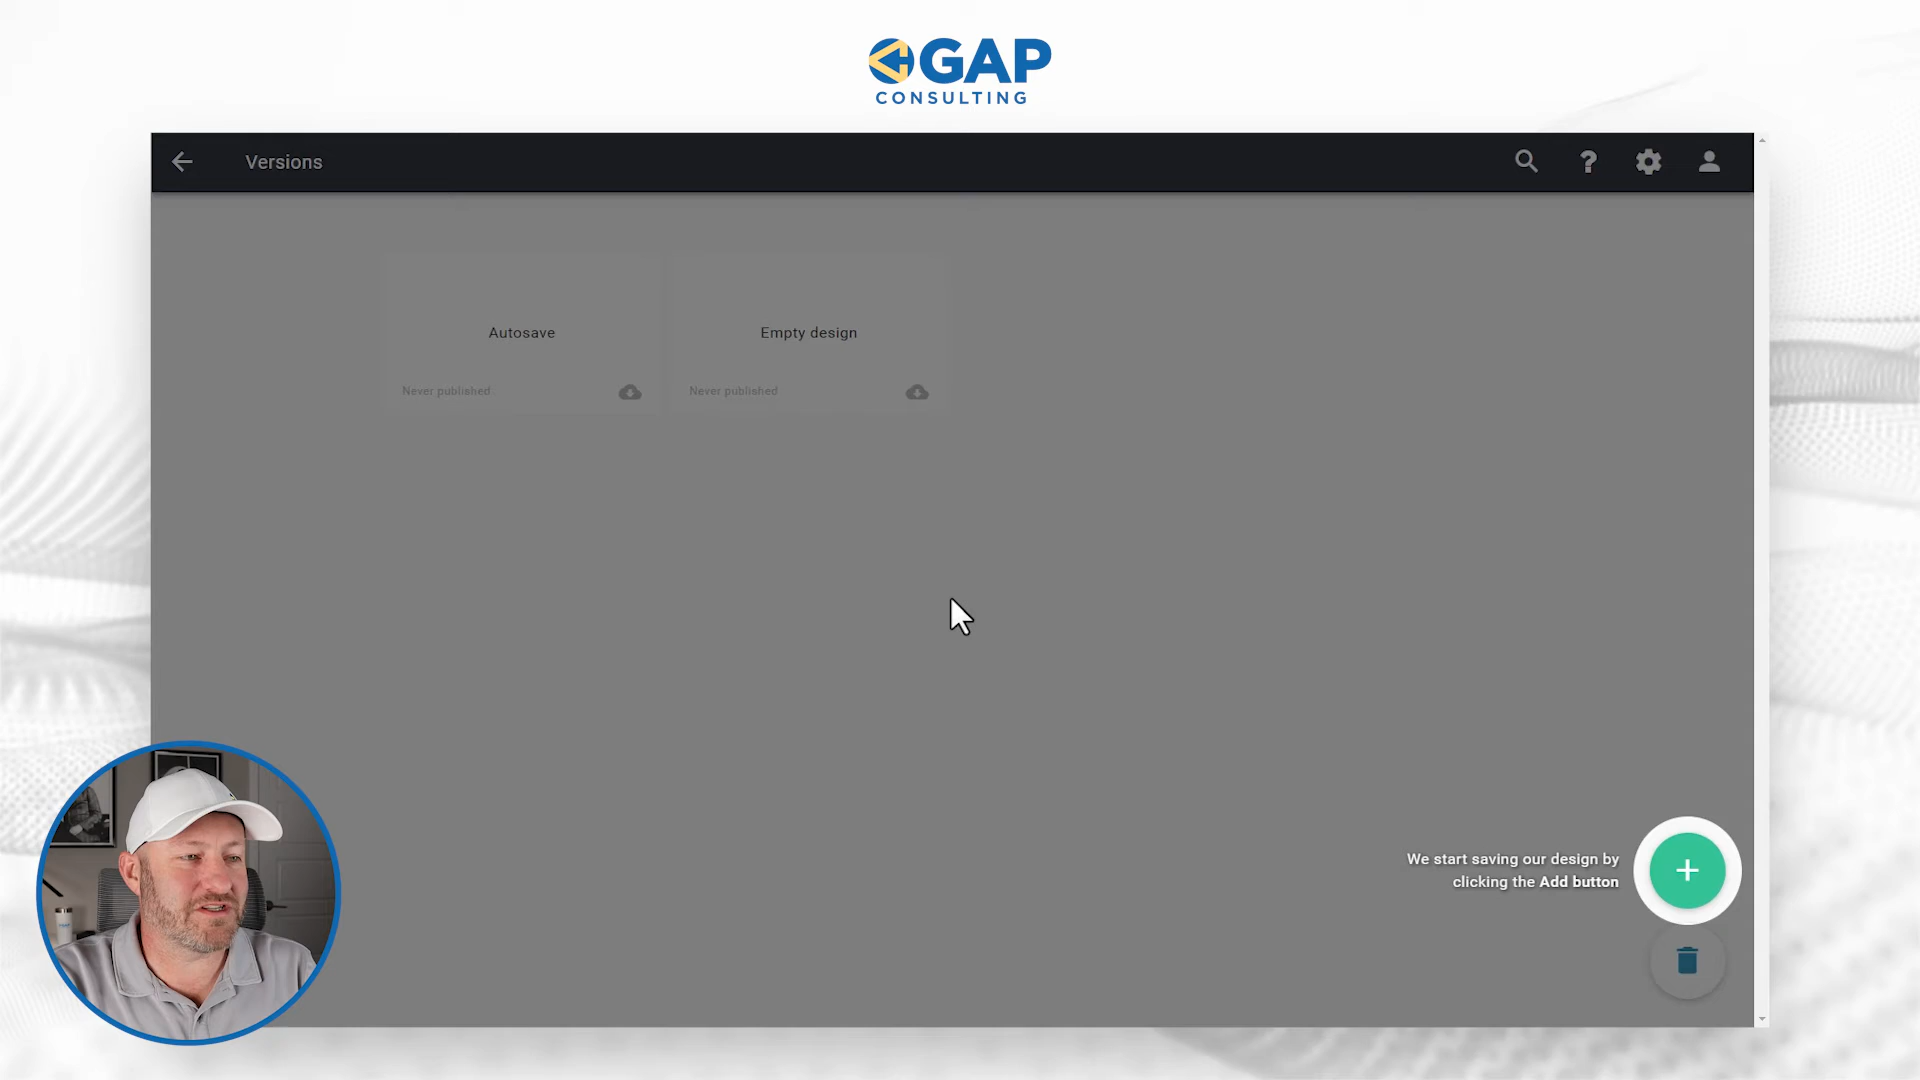 GAP
CONSULTING
Versions
Autosave
Empty design
Never published
Never published
We start saving our design by
clicking the Add button